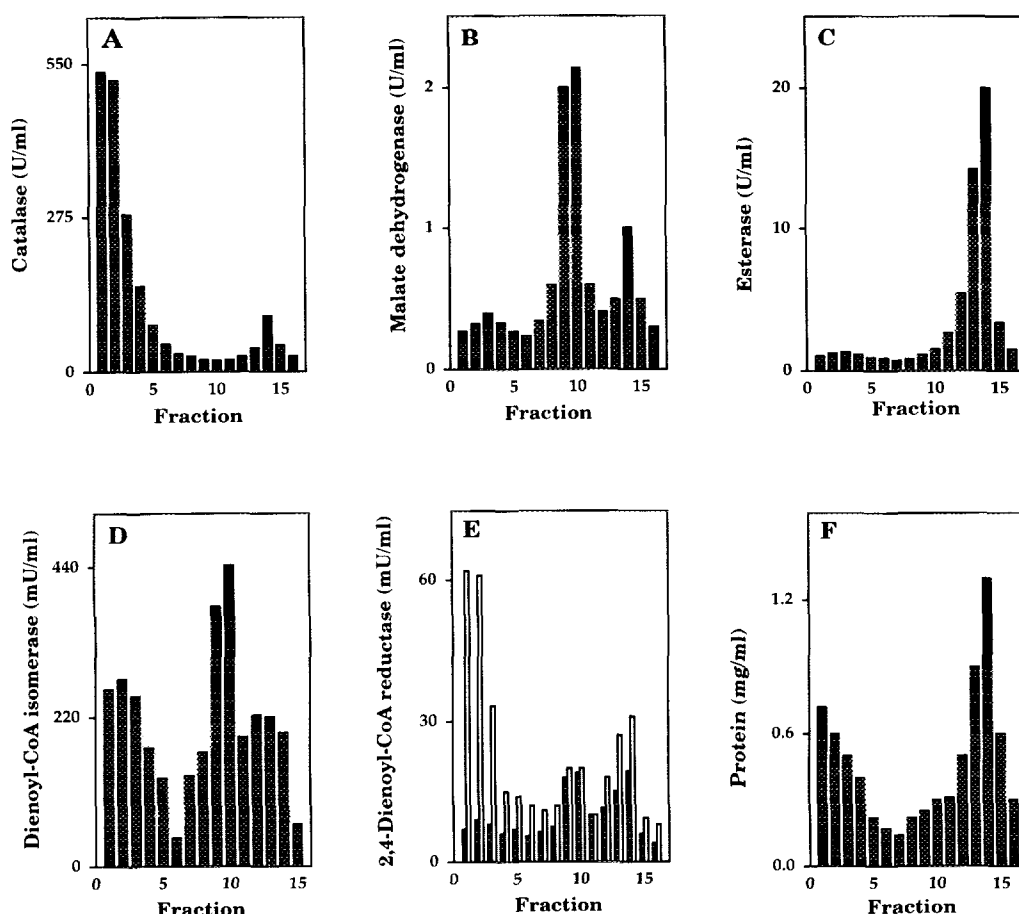 A
Catalase (U/ml)
550
275
0
0 5 10 15
Fraction
B
Malate dehydrogenase (U/ml)
2
1
0
0 5 10 15
Fraction
C
Esterase (U/ml)
20
10
0
0 5 10 15
Fraction
D
Dienoyl-CoA isomerase (mU/ml)
440
220
0
0 5 10 15
Fraction
E
2,4-Dienoyl-CoA reductase (mU/ml)
60
30
0
0 5 10 15
Fraction
F
Protein (mg/ml)
1.2
0.6
0.0
0 5 10 15
Fraction